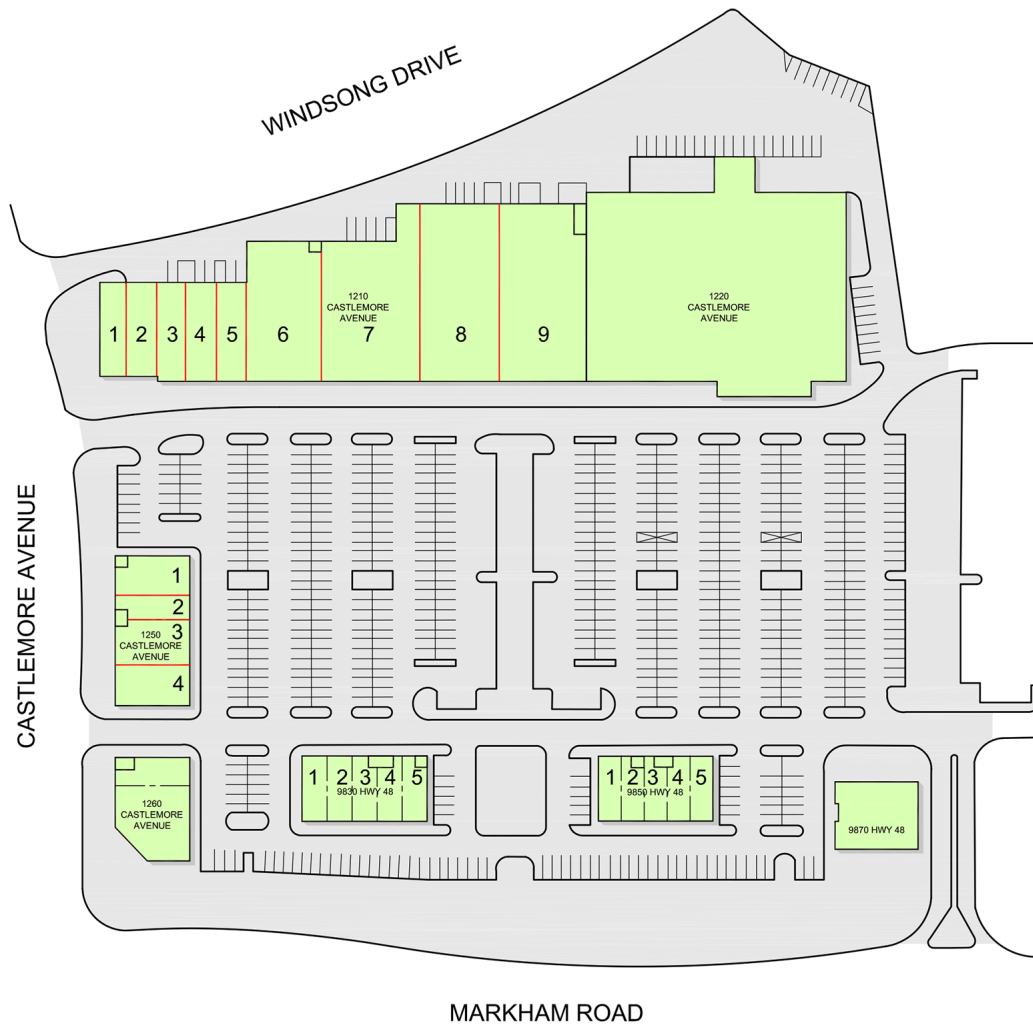 WINDSONG DRIVE
1210
CASTLEMORE
AVENUE
1220
CASTLEMORE
AVENUE
1 2 3 4 5 6 7 8 9
CASTLEMORE AVENUE
1
2
3
1250
CASTLEMORE
AVENUE
4
1 2 3 4 5
9830 HWY 48
1 2 3 4 5
9850 HWY 48
1260
CASTLEMORE
AVENUE
9870 HWY 48
MARKHAM ROAD